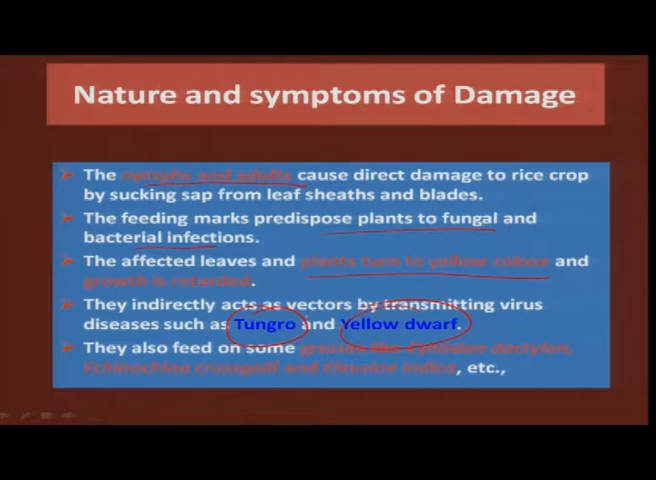 Nature and symptoms of Damage
The nymphs and adults cause direct damage to rice crop
by sucking sap from leaf sheaths and blades.
The feeding marks predispose plants to fungal and
bacterial infections.
The affected leaves and plants turn to yellow colour and
growth is retarded.
They indirectly acts as vectors by transmitting virus
diseases such as Tungro and Yellow dwarf.
They also feed on some grasses like Cynodon dactylon,
Echinochloa crussgalli and Eleusine indica, etc.,